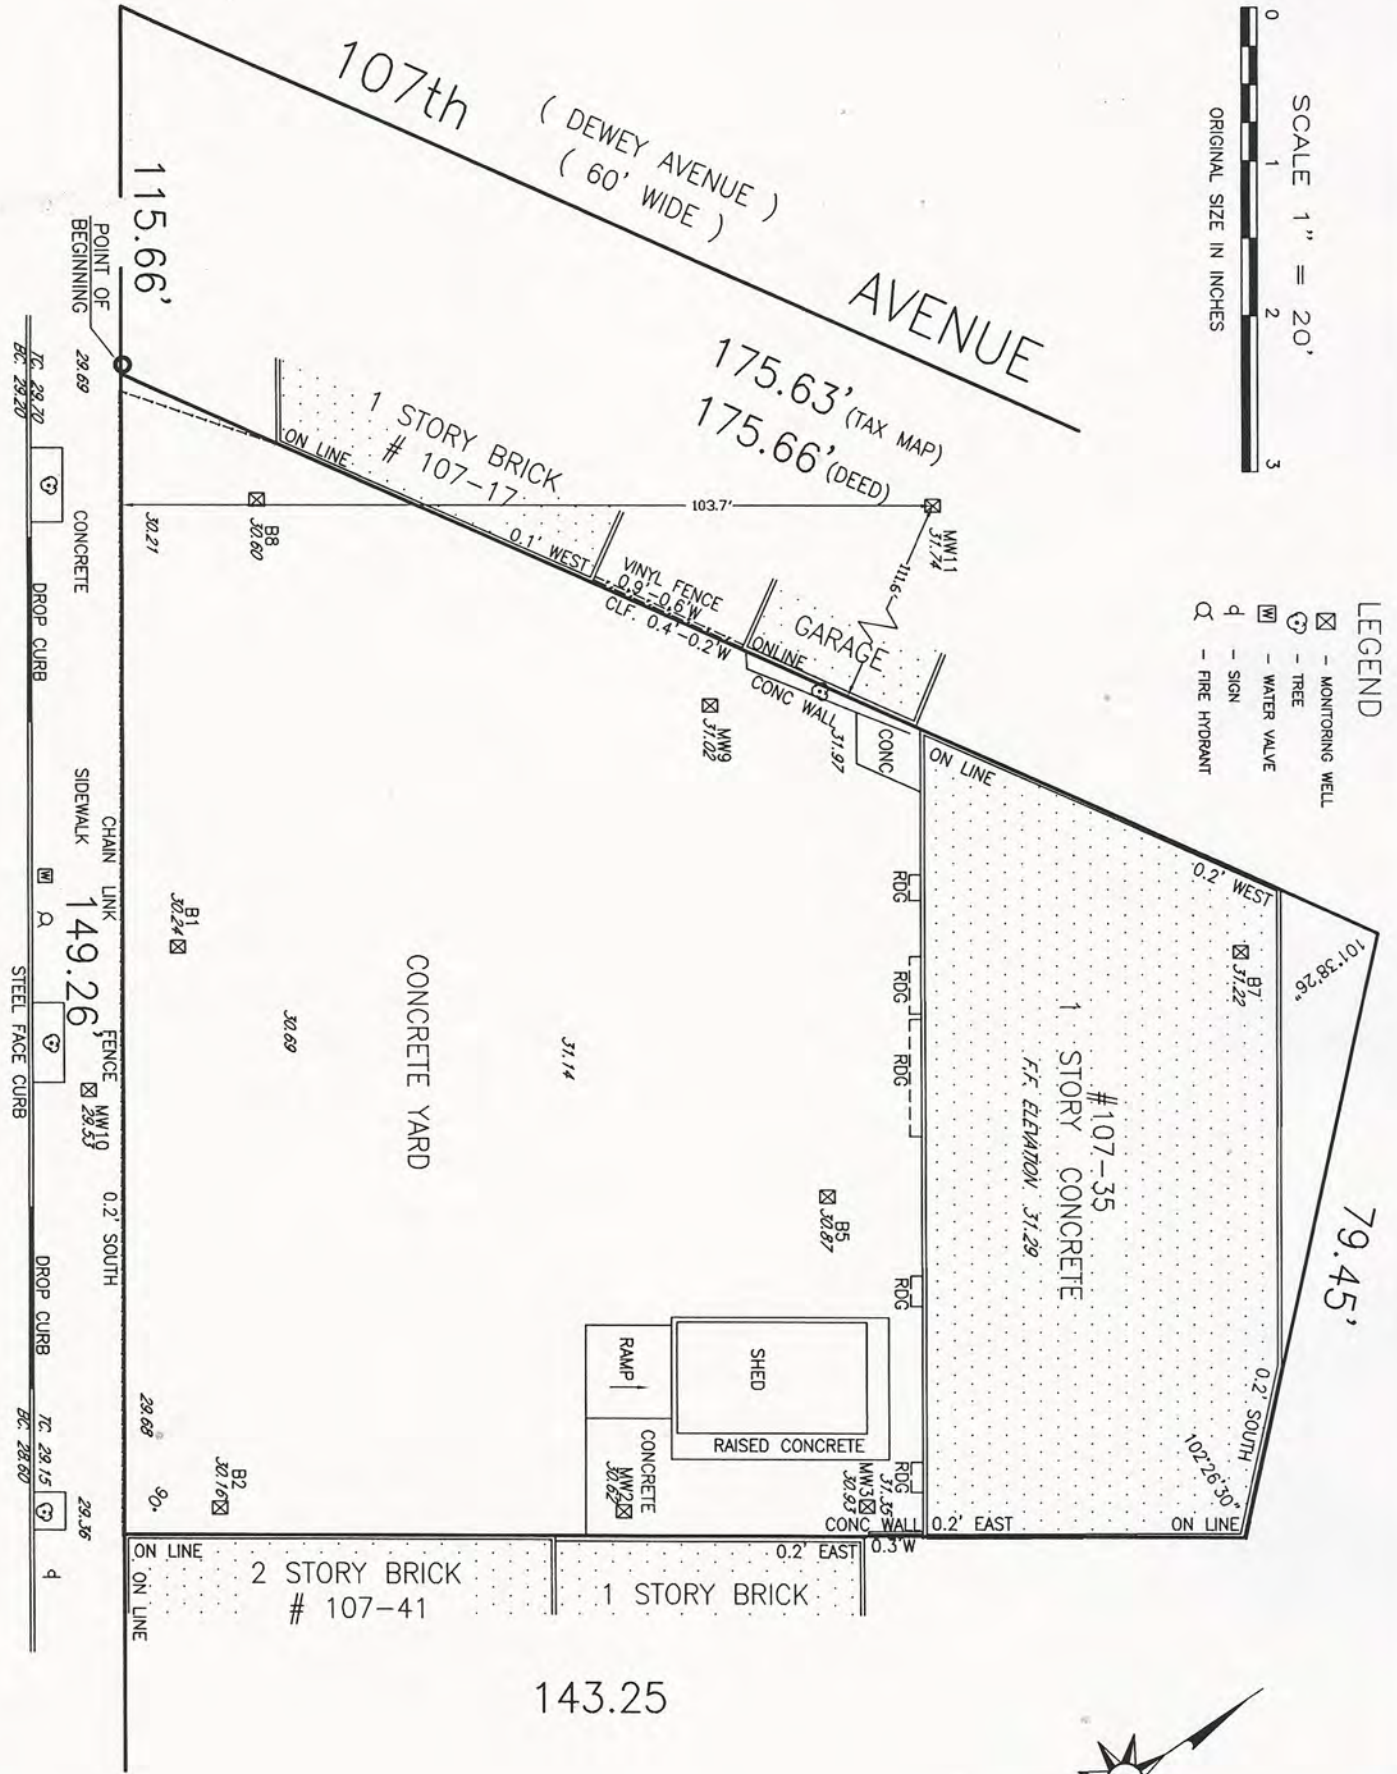 SCALE 1" = 20'
0 1 2 3
ORIGINAL SIZE IN INCHES
LEGEND
- MONITORING WELL
- TREE
- WATER VALVE
- SIGN
- FIRE HYDRANT
107th AVENUE
( DEWEY AVENUE )
( 60' WIDE )
175.63' (TAX MAP)
175.66' (DEED)
115.66'
POINT OF
BEGINNING
29.69
TC. 29.70
BC. 29.20
CONCRETE
DROP CURB
30.21
B8
30.60
1 STORY BRICK
# 107-17
ON LINE
0.1' WEST
103.7'
MW11
31.74
111.6'
VINYL FENCE
0.9'-0.6'W
CLF. 0.4'-0.2'W
GARAGE
ONLINE
CONC WALL
31.97
CONC
MW9
31.02
ON LINE
0.2' WEST
101°38'26"
79.45'
B7
31.22
#107-35
1 STORY CONCRETE
F.F. ELEVATION 31.29
0.2' SOUTH
102°26'30"
ON LINE
0.2' EAST
RDG
RDG
RDG
RDG
RDG
SIDEWALK
CHAIN LINK FENCE 0.2' SOUTH
149.26'
B1
30.24
30.69
CONCRETE YARD
31.14
MW10
29.53
STEEL FACE CURB
B5
30.87
SHED
RAMP
RAISED CONCRETE
CONCRETE
MW2
30.62
MW3
30.93
31.35
CONC WALL
0.3'W
DROP CURB
TC. 29.15
BC. 28.60
29.68
29.36
B2
30.16
90°
ON LINE
ON LINE
2 STORY BRICK
# 107-41
0.2' EAST
1 STORY BRICK
143.25